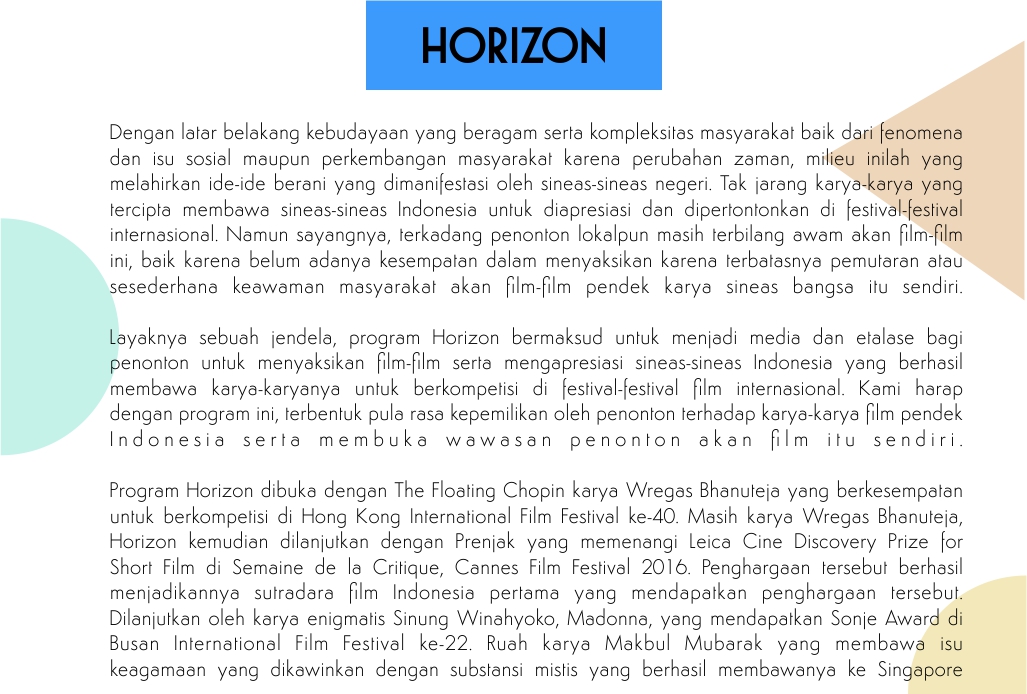 HORIZON
Dengan latar belakang kebudayaan yang beragam serta kompleksitas masyarakat baik dari fenomena
dan isu sosial maupun perkembangan masyarakat karena perubahan zaman, milieu inilah yang
melahirkan ide-ide berani yang dimanifestasi oleh sineas-sineas negeri. Tak jarang karya-karya yang
tercipta membawa sineas-sineas Indonesia untuk diapresiasi dan dipertontonkan di festival-festival
internasional. Namun sayangnya, terkadang penonton lokalpun masih terbilang awam akan film-film
ini, baik karena belum adanya kesempatan dalam menyaksikan karena terbatasnya pemutaran atau
sesederhana keawaman masyarakat akan film-film pendek karya sineas bangsa itu sendiri.
Layaknya sebuah jendela, program Horizon bermaksud untuk menjadi media dan etalase bagi
penonton untuk menyaksikan film-film serta mengapresiasi sineas-sineas Indonesia yang berhasil
membawa karya-karyanya untuk berkompetisi di festival-festival film internasional. Kami harap
dengan program ini, terbentuk pula rasa kepemilikan oleh penonton terhadap karya-karya film pendek
Indonesia serta membuka wawasan penonton akan film itu sendiri.
Program Horizon dibuka dengan The Floating Chopin karya Wregas Bhanuteja yang berkesempatan
untuk berkompetisi di Hong Kong International Film Festival ke-40. Masih karya Wregas Bhanuteja,
Horizon kemudian dilanjutkan dengan Prenjak yang memenangi Leica Cine Discovery Prize for
Short Film di Semaine de la Critique, Cannes Film Festival 2016. Penghargaan tersebut berhasil
menjadikannya sutradara film Indonesia pertama yang mendapatkan penghargaan tersebut.
Dilanjutkan oleh karya enigmatis Sinung Winahyoko, Madonna, yang mendapatkan Sonje Award di
Busan International Film Festival ke-22. Ruah karya Makbul Mubarak yang membawa isu
keagamaan yang dikawinkan dengan substansi mistis yang berhasil membawanya ke Singapore